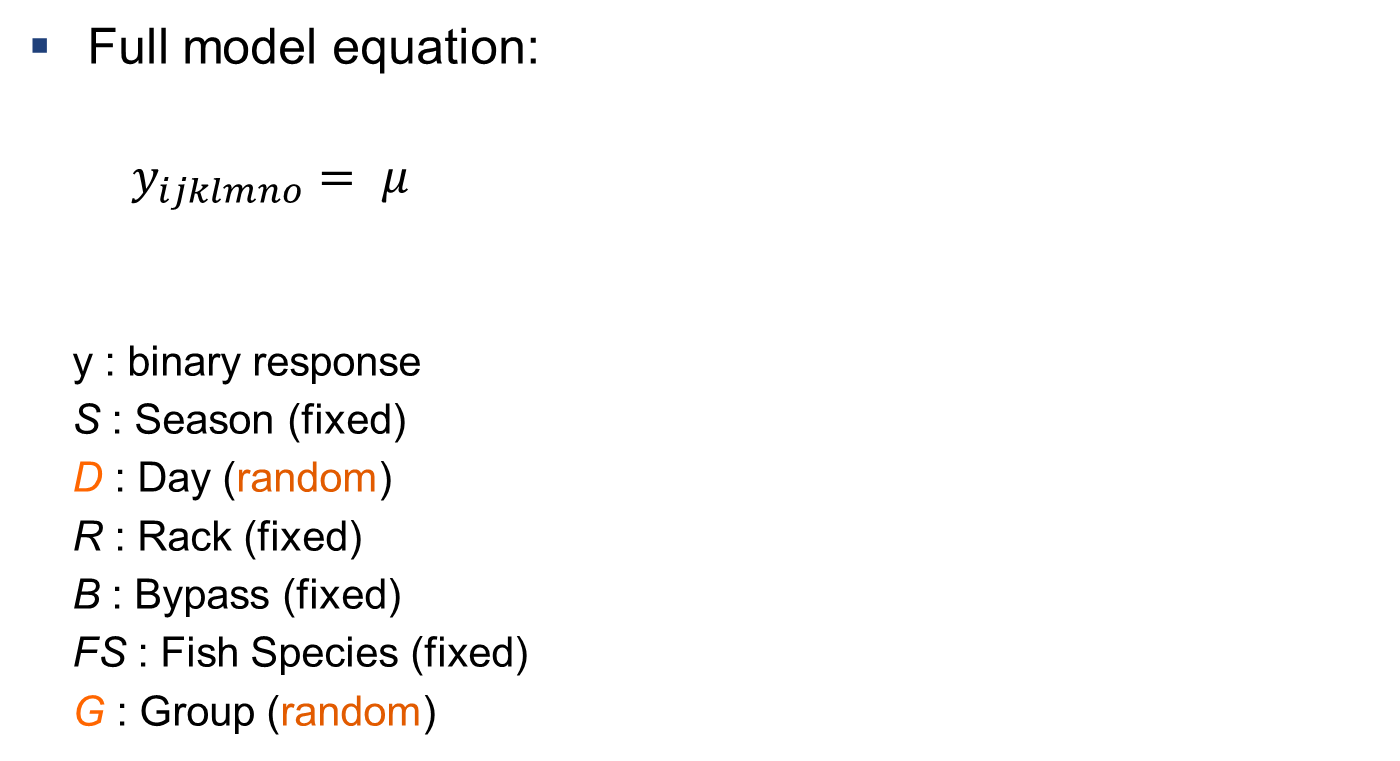 ▪ Full model equation:
𝑦𝑖𝑗𝑘𝑙𝑚𝑛𝑜 = 𝜇
y : binary response
S : Season (fixed)
D : Day (random)
R : Rack (fixed)
B : Bypass (fixed)
FS : Fish Species (fixed)
G : Group (random)